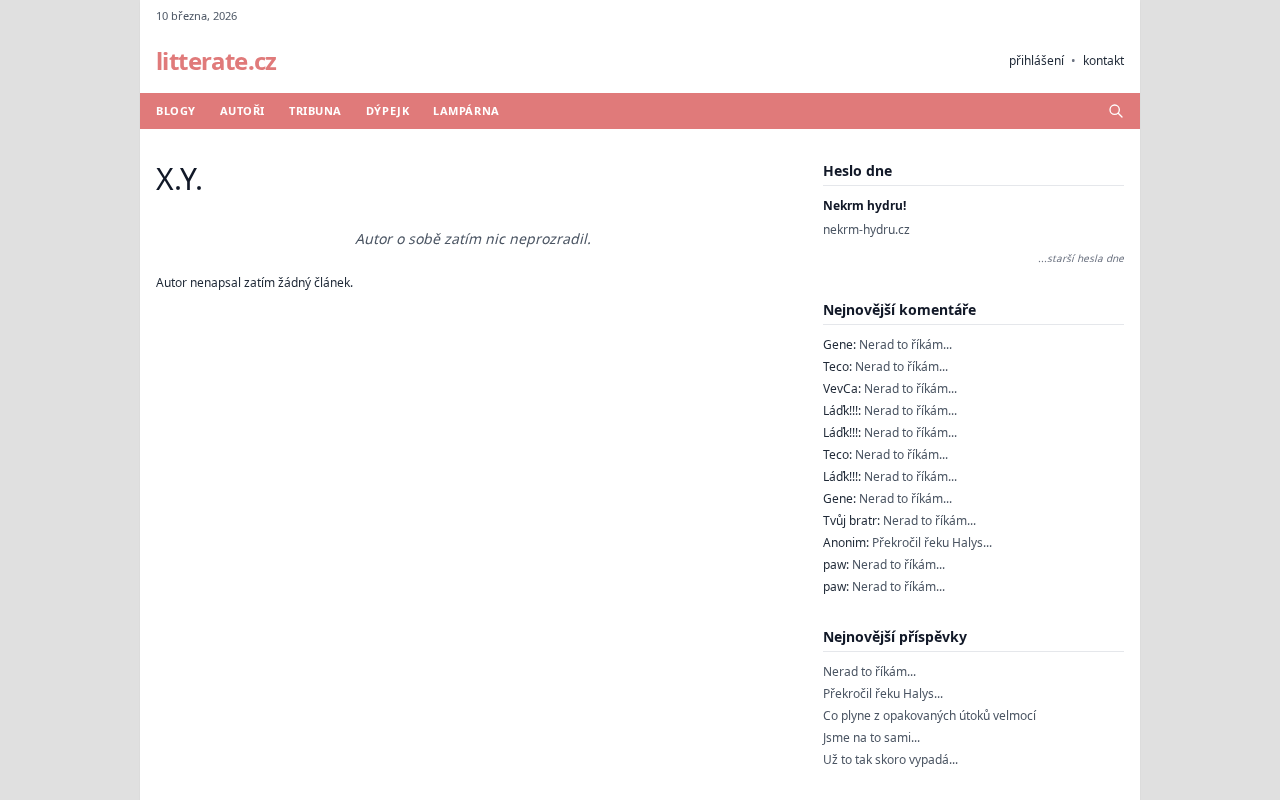 10 března, 2026
litterate.cz
přihlášení • kontakt
BLOGY AUTOŘI TRIBUNA DÝPEJK LAMPÁRNA
X.Y.
Autor o sobě zatím nic neprozradil.
Autor nenapsal zatím žádný článek.
Heslo dne
Nekrm hydru!
nekrm-hydru.cz
...starší hesla dne
Nejnovější komentáře
Gene: Nerad to říkám...
Teco: Nerad to říkám...
VevCa: Nerad to říkám...
Láďk!!!: Nerad to říkám...
Láďk!!!: Nerad to říkám...
Teco: Nerad to říkám...
Láďk!!!: Nerad to říkám...
Gene: Nerad to říkám...
Tvůj bratr: Nerad to říkám...
Anonim: Překročil řeku Halys...
paw: Nerad to říkám...
paw: Nerad to říkám...
Nejnovější příspěvky
Nerad to říkám...
Překročil řeku Halys...
Co plyne z opakovaných útoků velmocí
Jsme na to sami...
Už to tak skoro vypadá...